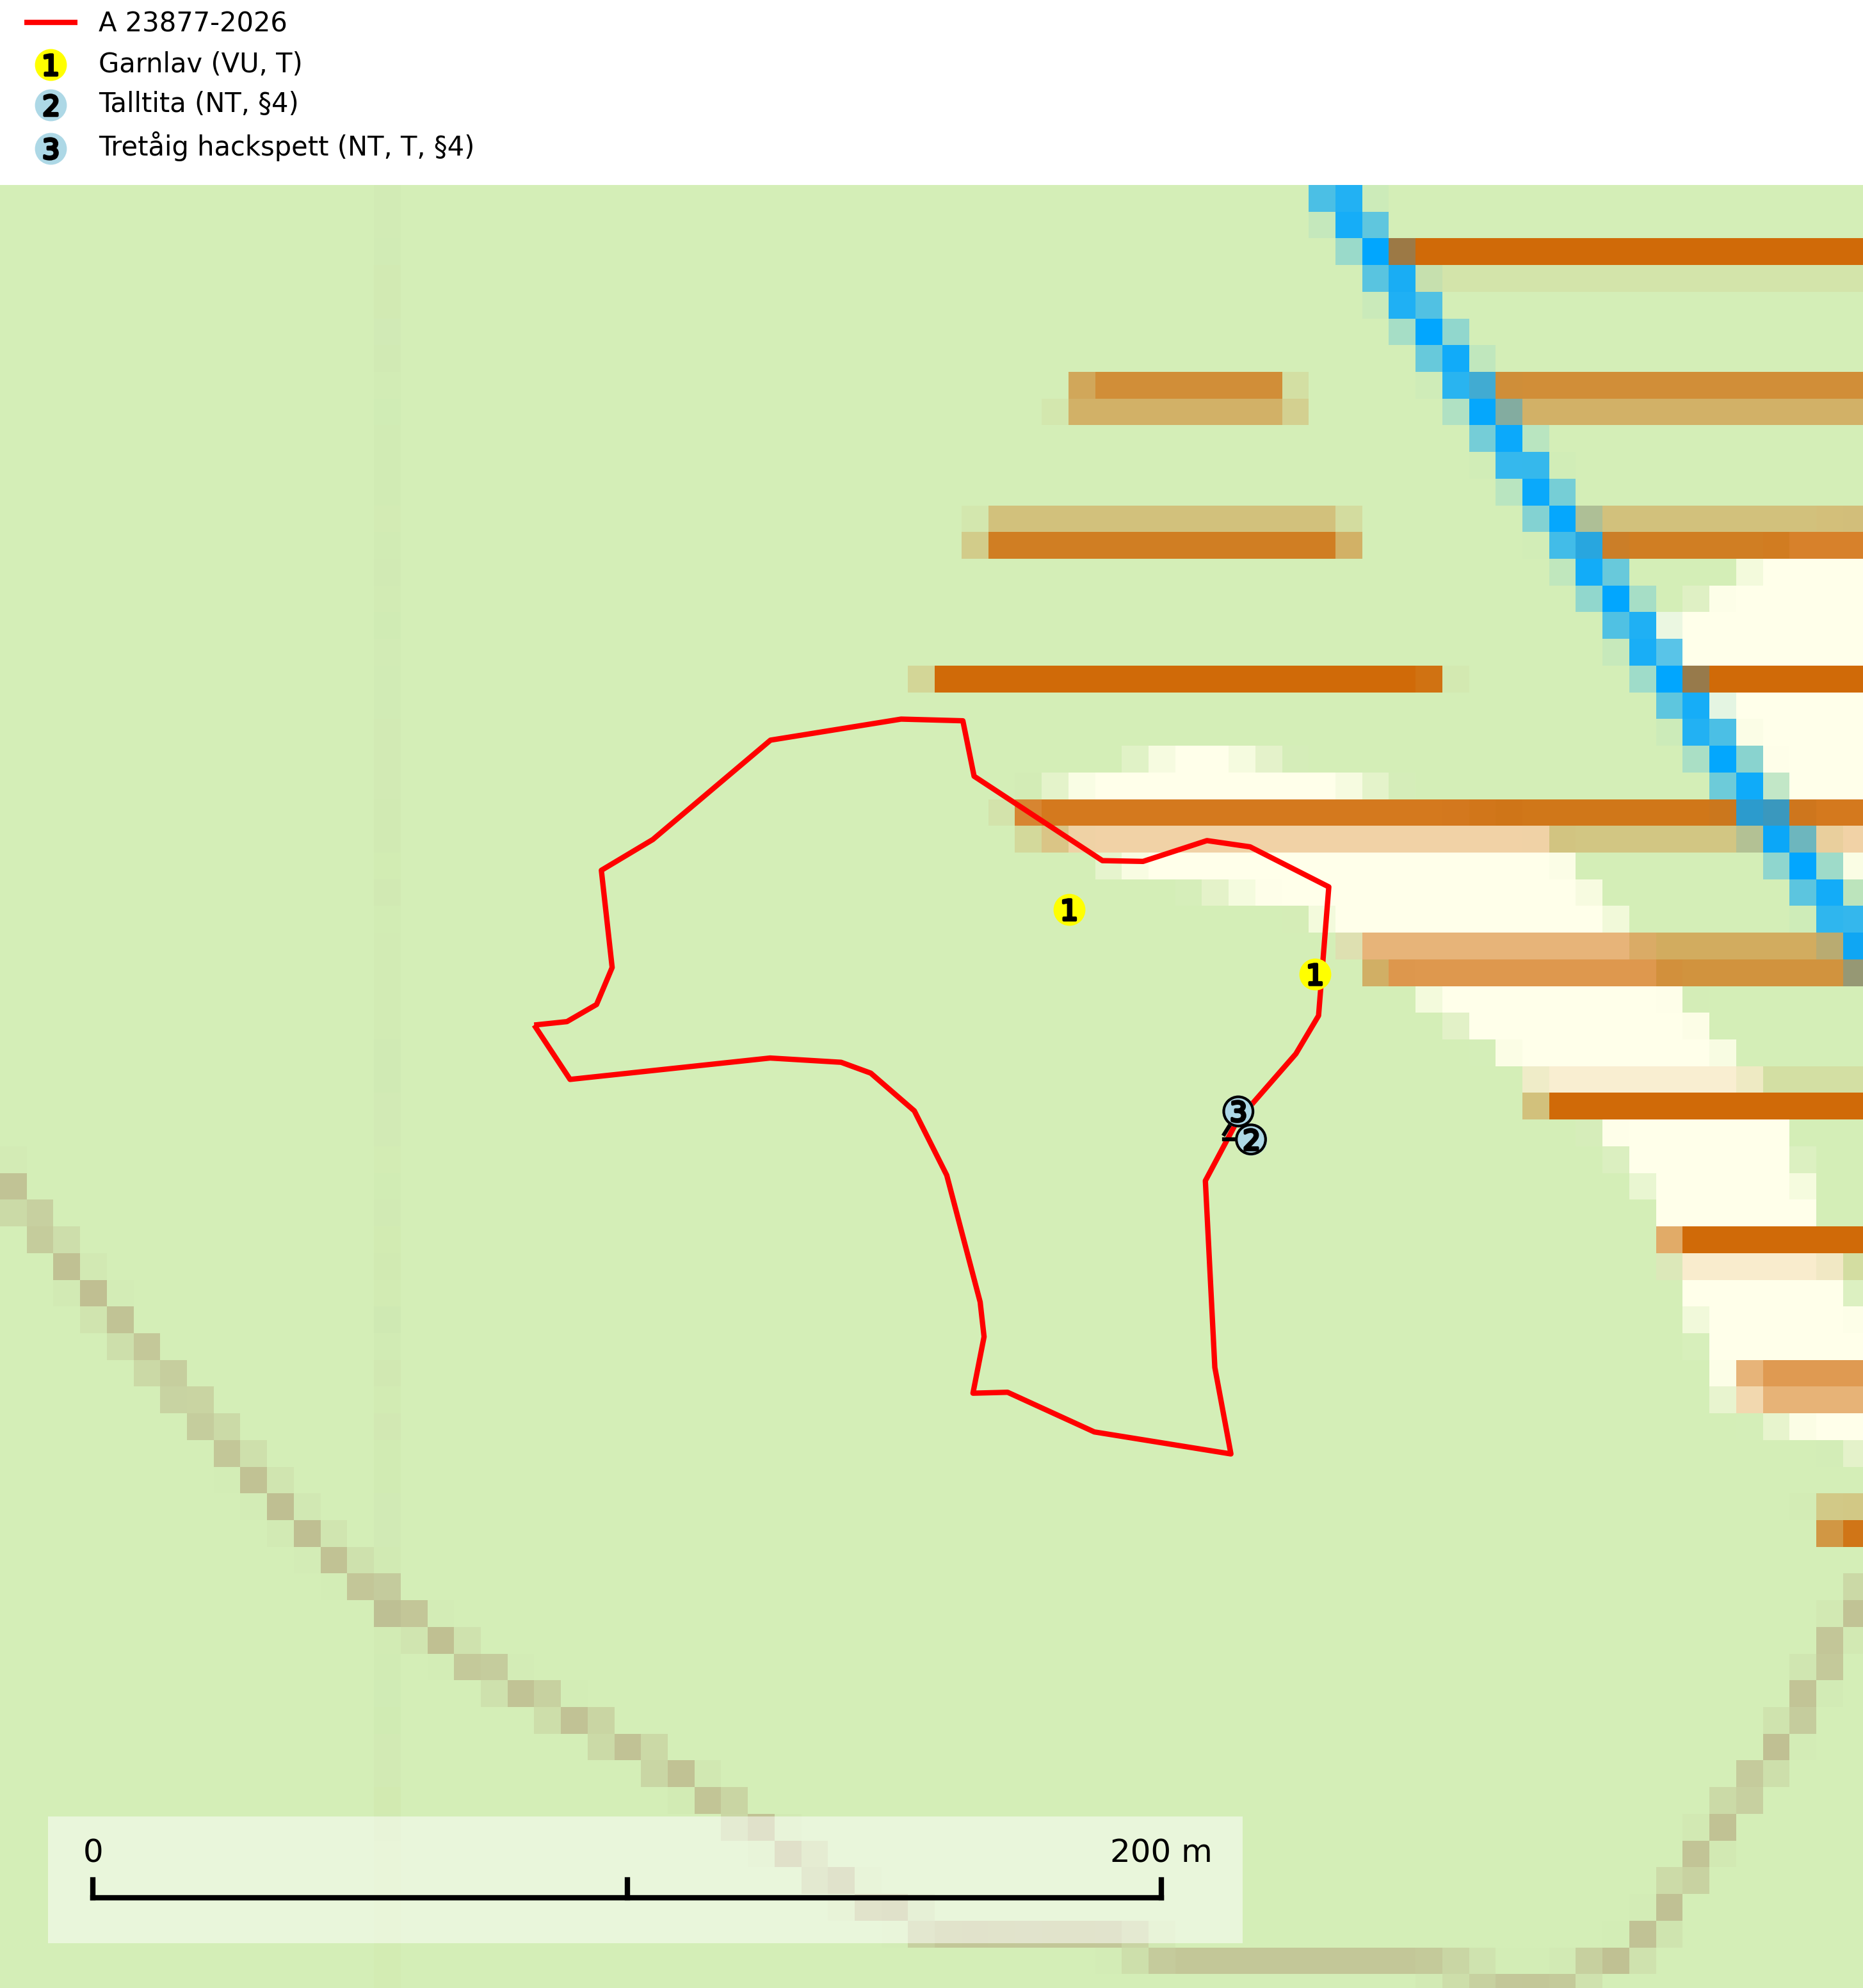 A 23877-2026
1 Garnlav (VU, T)
2 Talltita (NT, §4)
3 Tretåig hackspett (NT, T, §4)
1
1
3
2
0 200 m